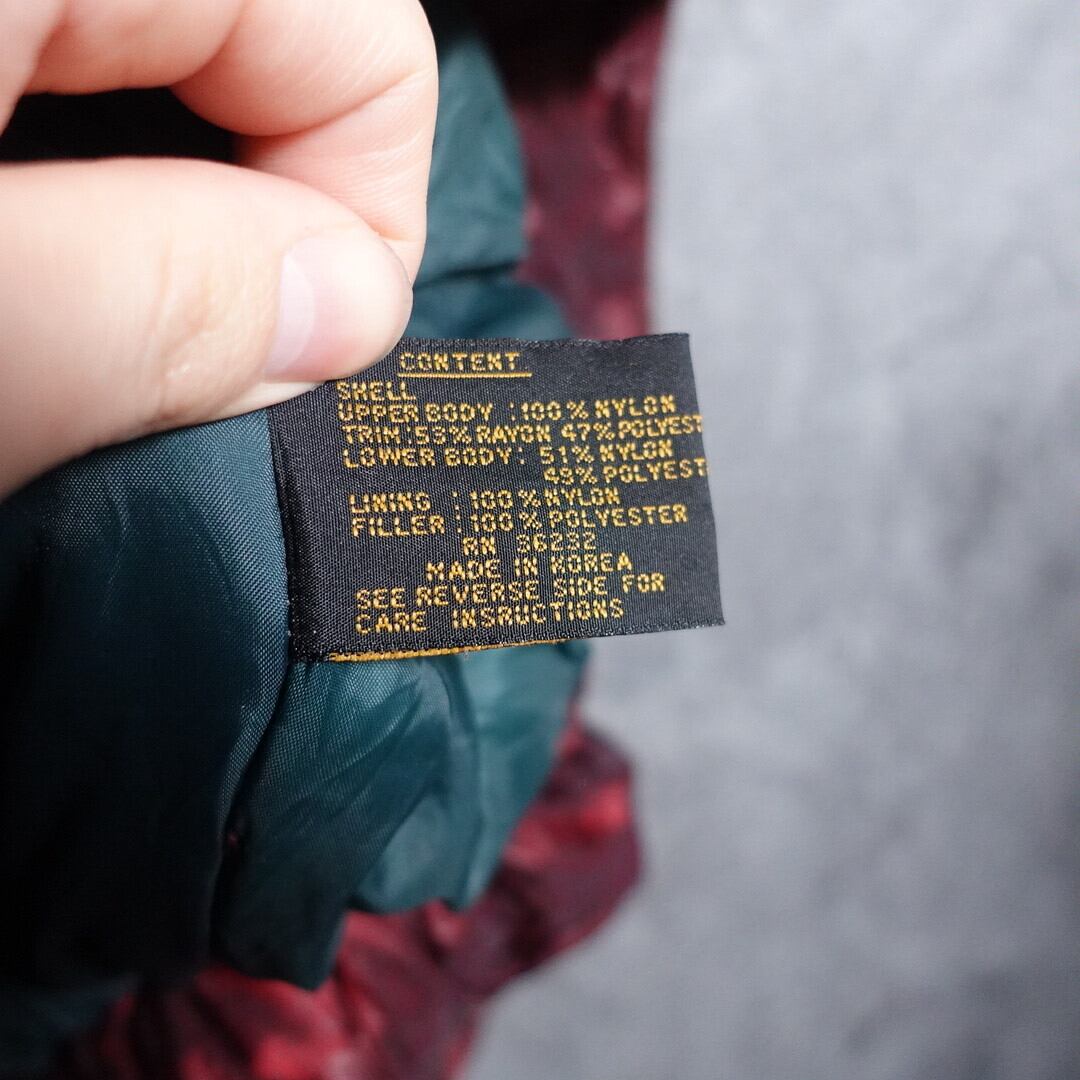 CONTENT
SHELL
UPPER BODY :100%NYLON
TRIM:53%RAYON 47%POLYEST
LOWER BODY: 51%NYLON
49%POLYEST
LINING :100%NYLON
FILLER :100%POLYESTER
RN 36232
MADE IN KOREA
SEE REVERSE SIDE FOR
CARE INSRUCTIONS